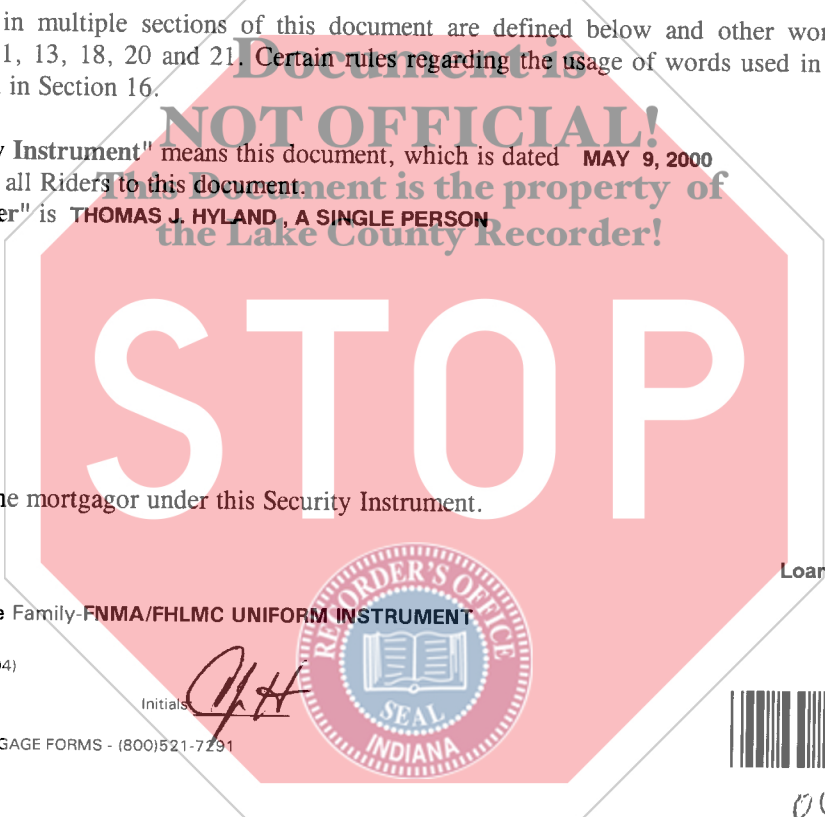 in multiple sections of this document are defined below and other wor
1, 13, 18, 20 and 21. Certain rules regarding the usage of words used in
in Section 16.
Document is
NOT OFFICIAL!
This Document is the property of
the Lake County Recorder!
Instrument" means this document, which is dated MAY 9, 2000
all Riders to this document.
er" is THOMAS J. HYLAND , A SINGLE PERSON
STOP
mortgagor under this Security Instrument.
Loan
Family-FNMA/FHLMC UNIFORM INSTRUMENT
Initials
GAGE FORMS - (800)521-7291
RECORDER'S OFFICE
SEAL
INDIANA